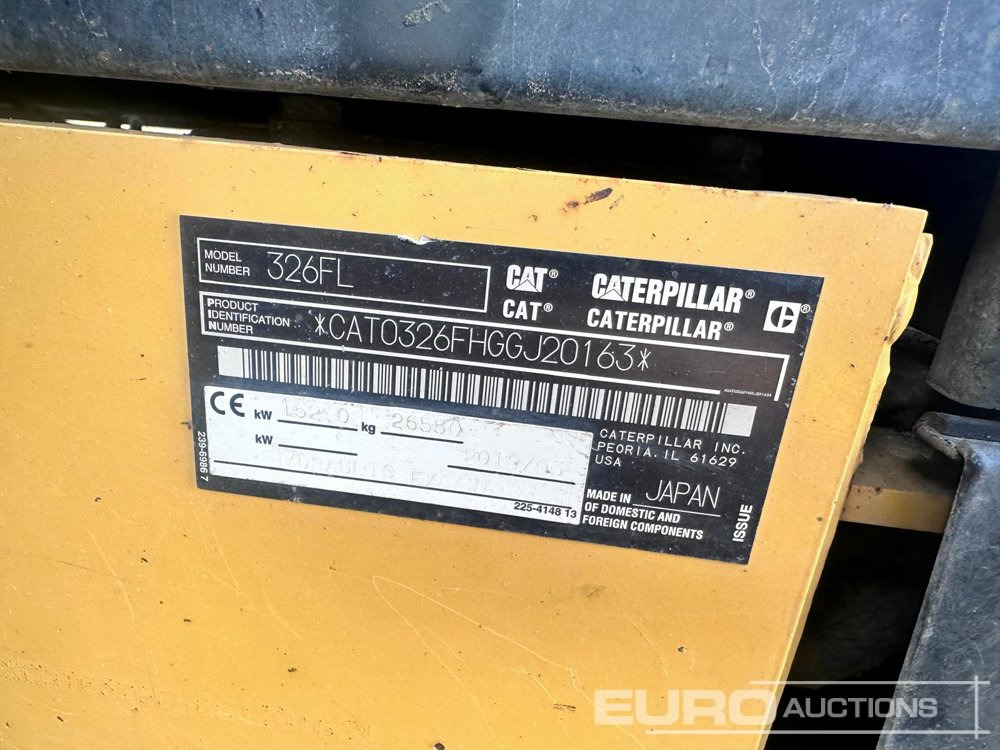 MODEL NUMBER 326FL
CAT® CATERPILLAR®
CAT® CATERPILLAR®
PRODUCT IDENTIFICATION NUMBER *CAT0326FHGGJ20163*
CE kW 152.0 kg
kW
CATERPILLAR INC.
PEORIA, IL 61629
USA
239-6986 7
225-4148 13
MADE IN JAPAN
OF DOMESTIC AND
FOREIGN COMPONENTS
ISSUE
EURO AUCTIONS